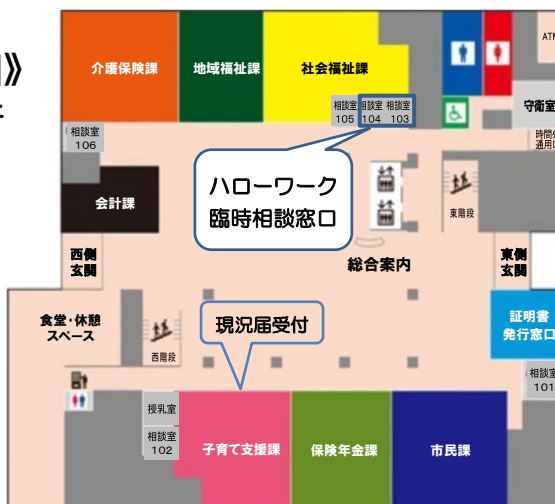 》
介護保険課
地域福祉課
社会福祉課
ATM
守衛室
相談室
105
相談室
104
相談室
103
相談室
106
会計課
ハローワーク
臨時相談窓口
東階段
総合案内
西側
玄関
東側
玄関
食堂・休憩
スペース
西階段
現況届受付
証明書
発行窓口
相談室
101
授乳室
相談室
102
子育て支援課
保険年金課
市民課